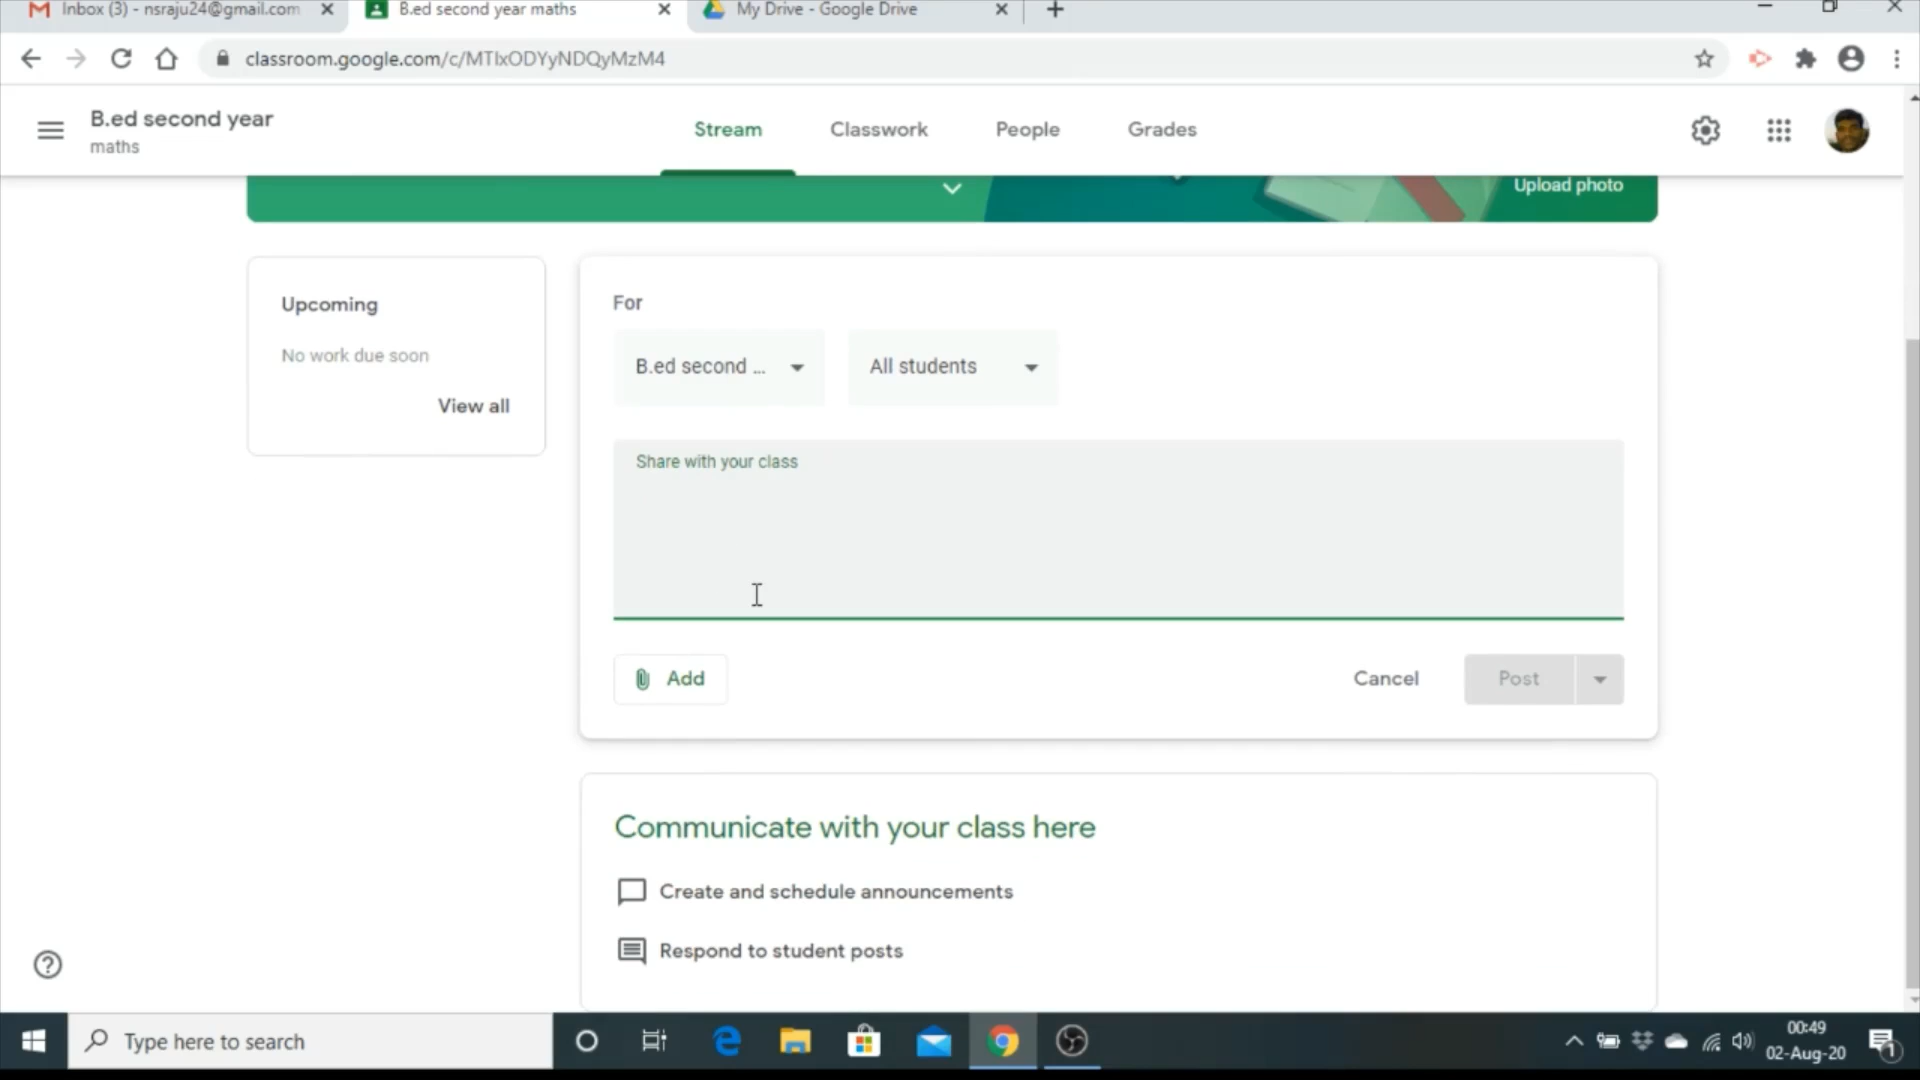 Inbox (3) - nsraju24@gmail.com
B.ed second year maths
My Drive - Google Drive
classroom.google.com/c/MTIxODYyNDQyMzM4
B.ed second year
maths
Stream
Classwork
People
Grades
Upload photo
Upcoming
No work due soon
View all
For
B.ed second ...
All students
Share with your class
Add
Cancel
Post
Communicate with your class here
Create and schedule announcements
Respond to student posts
Type here to search
00:49
02-Aug-20
1